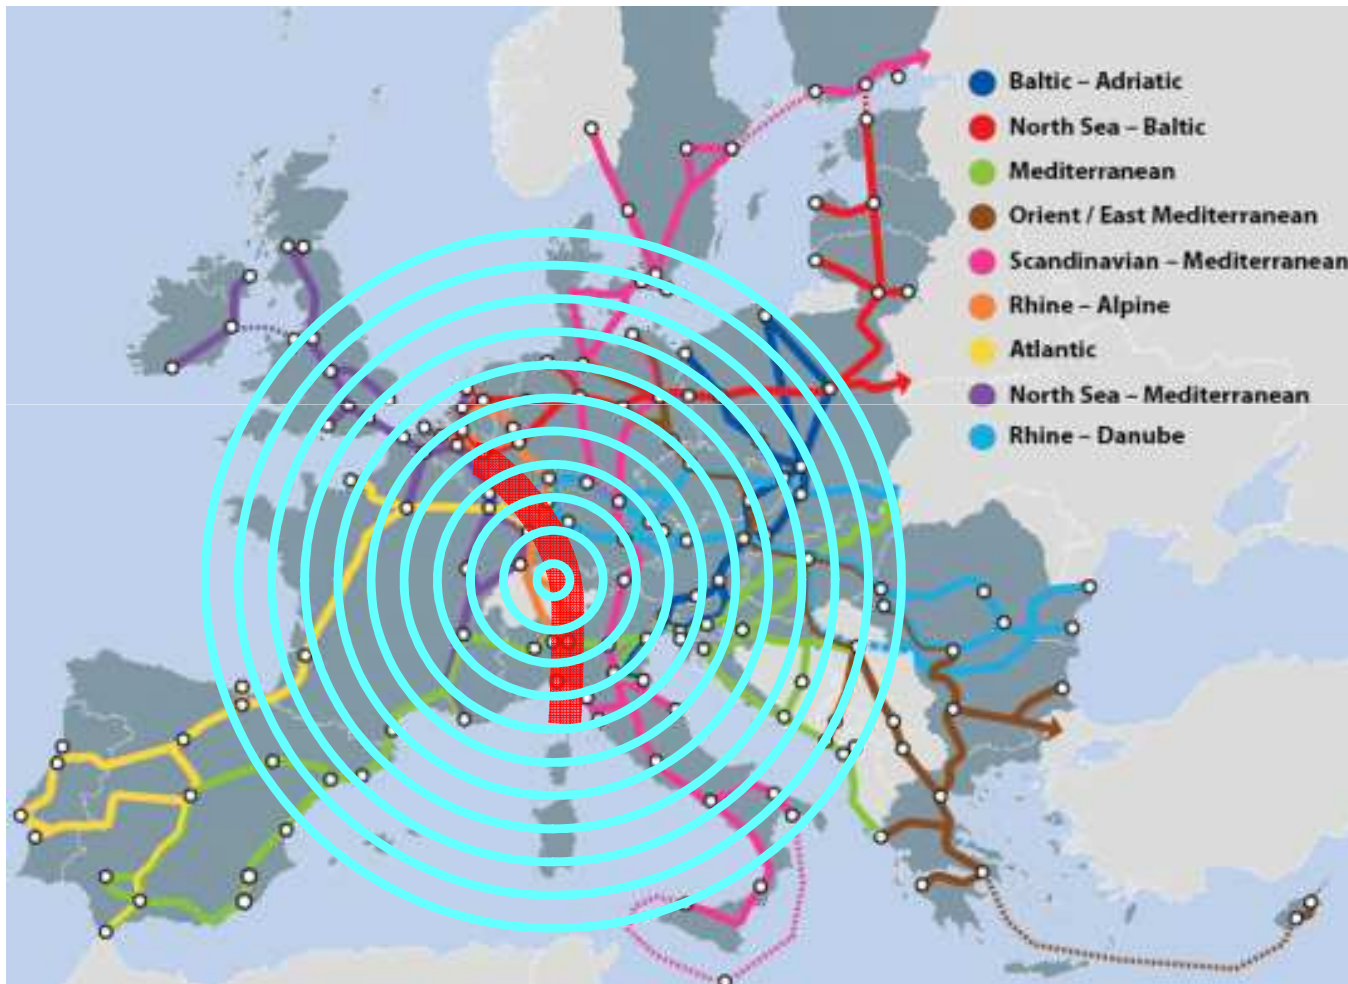 Baltic – Adriatic
North Sea – Baltic
Mediterranean
Orient / East Mediterranean
Scandinavian – Mediterranean
Rhine – Alpine
Atlantic
North Sea – Mediterranean
Rhine – Danube